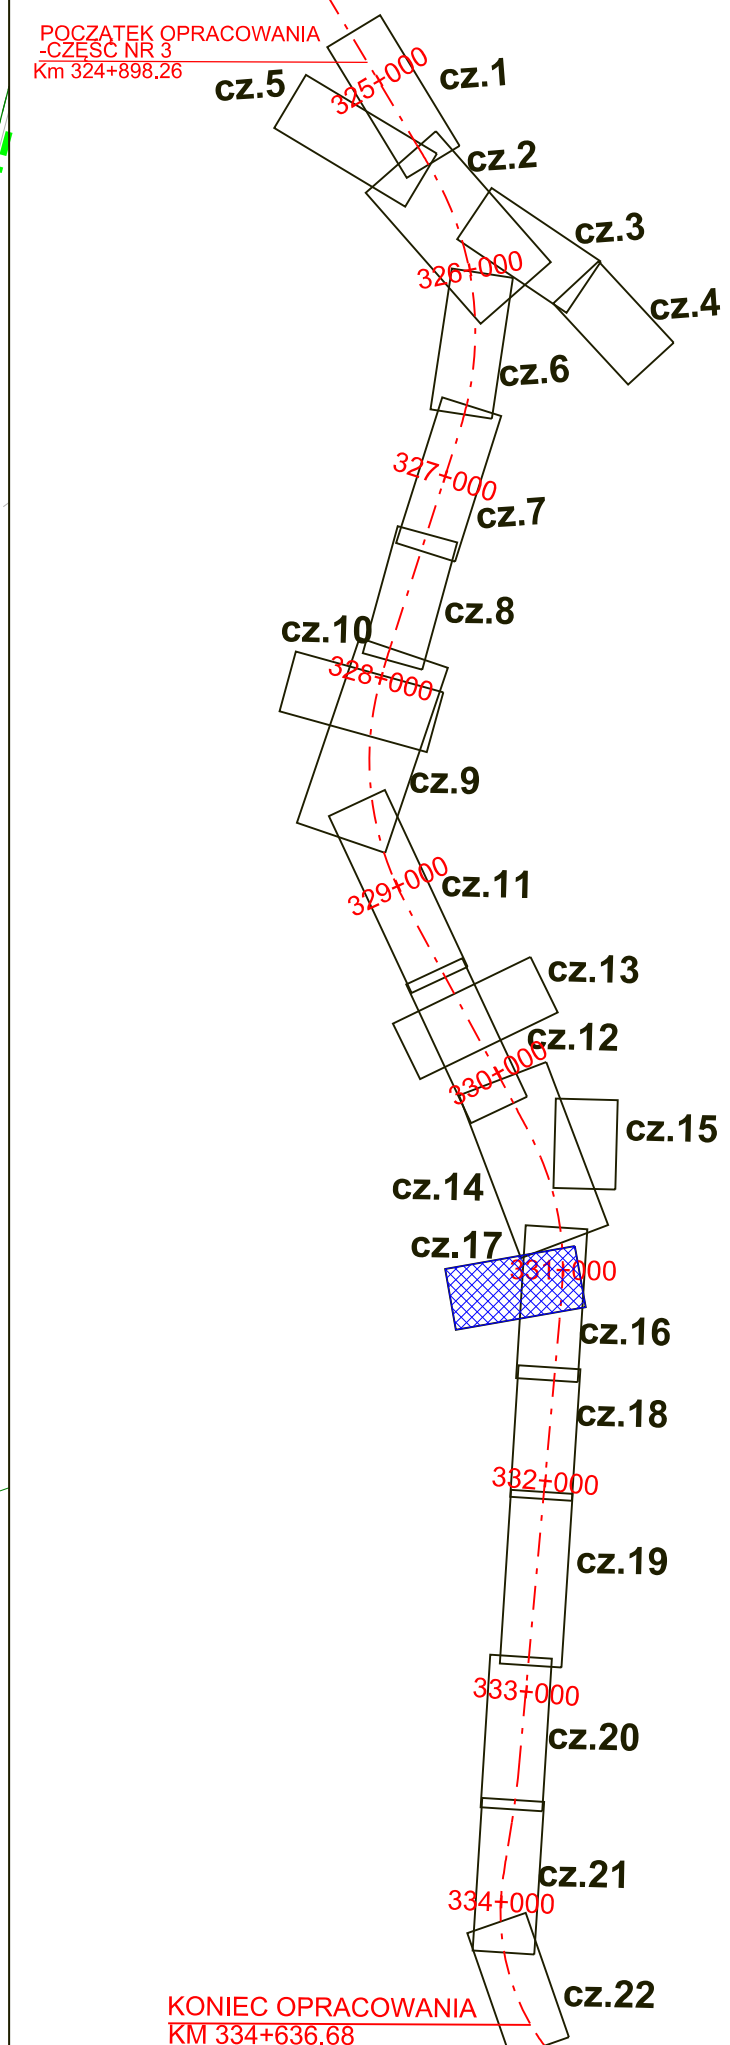 POCZĄTEK OPRACOWANIA
-CZĘŚĆ NR 3
Km 324+898.26
325+000
cz.1
cz.5
cz.2
cz.3
326+000
cz.4
cz.6
327+000
cz.7
cz.8
cz.10
328+000
cz.9
329+000
cz.11
cz.13
cz.12
330+000
cz.15
cz.14
cz.17
331+000
cz.16
cz.18
332+000
cz.19
333+000
cz.20
cz.21
334+000
cz.22
KONIEC OPRACOWANIA
KM 334+636.68